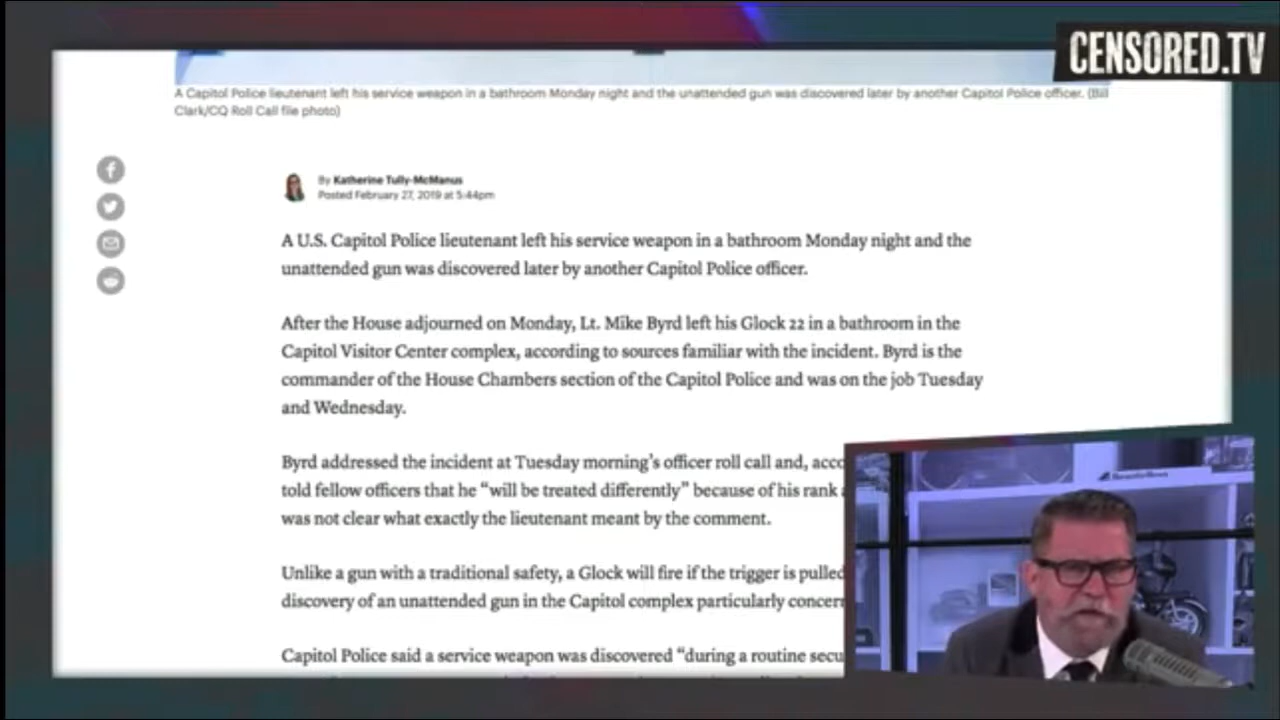 CENSORED.TV
A Capitol Police lieutenant left his service weapon in a bathroom Monday night and the unattended gun was discovered later by another Capitol Police officer. (Bill
Clark/CQ Roll Call file photo)
By Katherine Tully-McManus
Posted February 27, 2019 at 5:44pm
A U.S. Capitol Police lieutenant left his service weapon in a bathroom Monday night and the
unattended gun was discovered later by another Capitol Police officer.
After the House adjourned on Monday, Lt. Mike Byrd left his Glock 22 in a bathroom in the
Capitol Visitor Center complex, according to sources familiar with the incident. Byrd is the
commander of the House Chambers section of the Capitol Police and was on the job Tuesday
and Wednesday.
Byrd addressed the incident at Tuesday morning's officer roll call and, acco
told fellow officers that he “will be treated differently” because of his rank
was not clear what exactly the lieutenant meant by the comment.
Unlike a gun with a traditional safety, a Glock will fire if the trigger is pulled
discovery of an unattended gun in the Capitol complex particularly concern
Capitol Police said a service weapon was discovered “during a routine secu